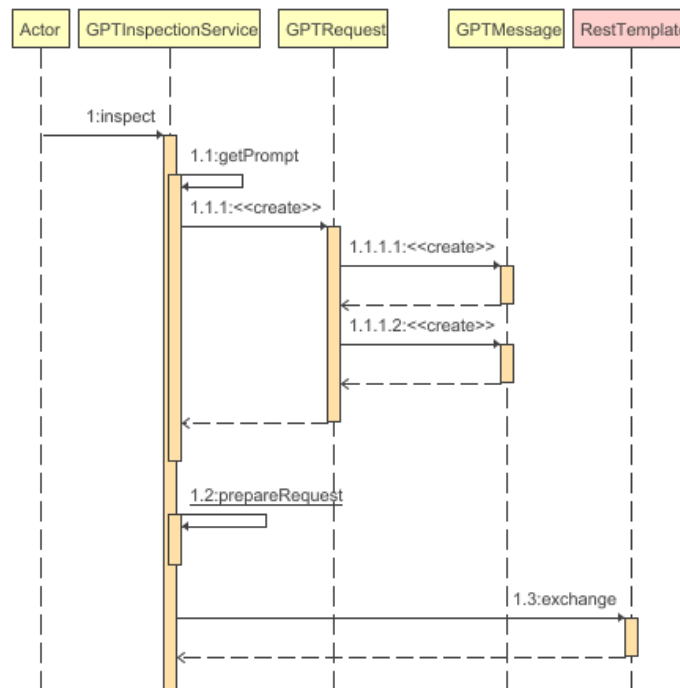 Actor GPTInspectionService GPTRequest GPTMessage RestTemplate
1:inspect
1.1:getPrompt
1.1.1:<<create>>
1.1.1.1:<<create>>
1.1.1.2:<<create>>
1.2:prepareRequest
1.3:exchange